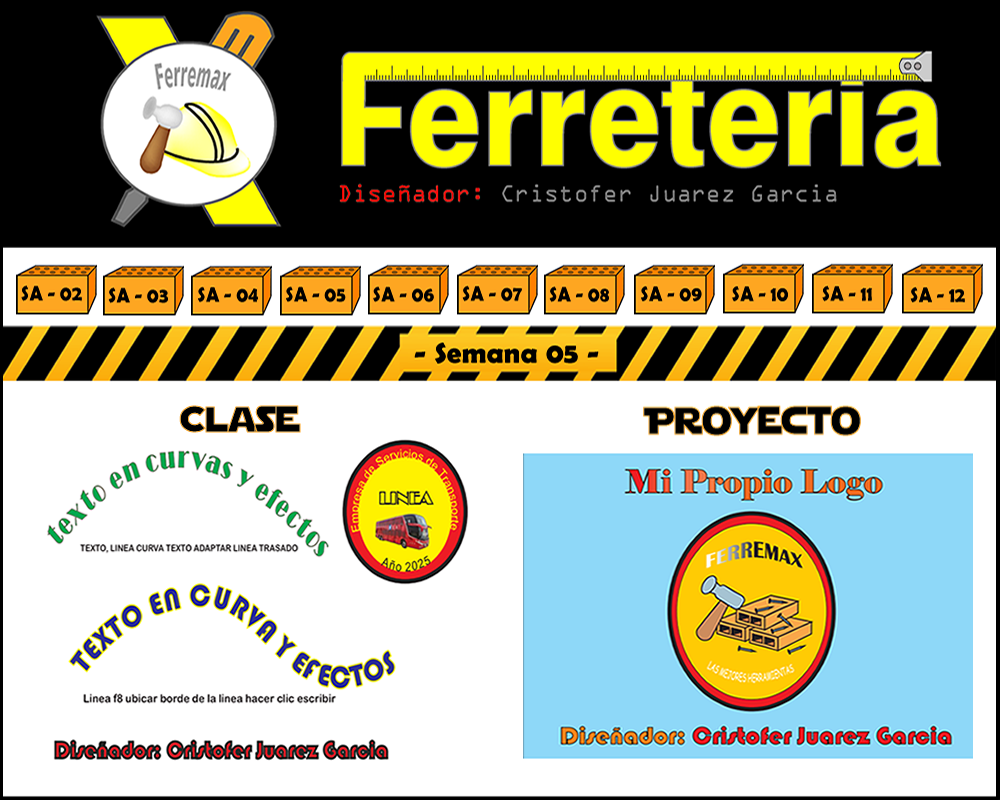 Ferremax
Ferretería
Diseñador: Cristofer Juarez Garcia
SA - 02
SA - 03
SA - 04
SA - 05
SA - 06
SA - 07
SA - 08
SA - 09
SA - 10
SA - 11
SA - 12
- Semana 05 -
CLASE
texto en curvas y efectos
TEXTO, LINEA CURVA TEXTO ADAPTAR LINEA TRASADO
Empresa de Servicios de Transporte
LINEA
Año 2025
TEXTO EN CURVA Y EFECTOS
Linea f8 ubicar borde de la linea hacer clic escribir
Diseñador: Cristofer Juarez Garcia
PROYECTO
Mi Propio Logo
FERREMAX
LAS MEJORES HERRAMIENTAS
Diseñador: Cristofer Juarez Garcia